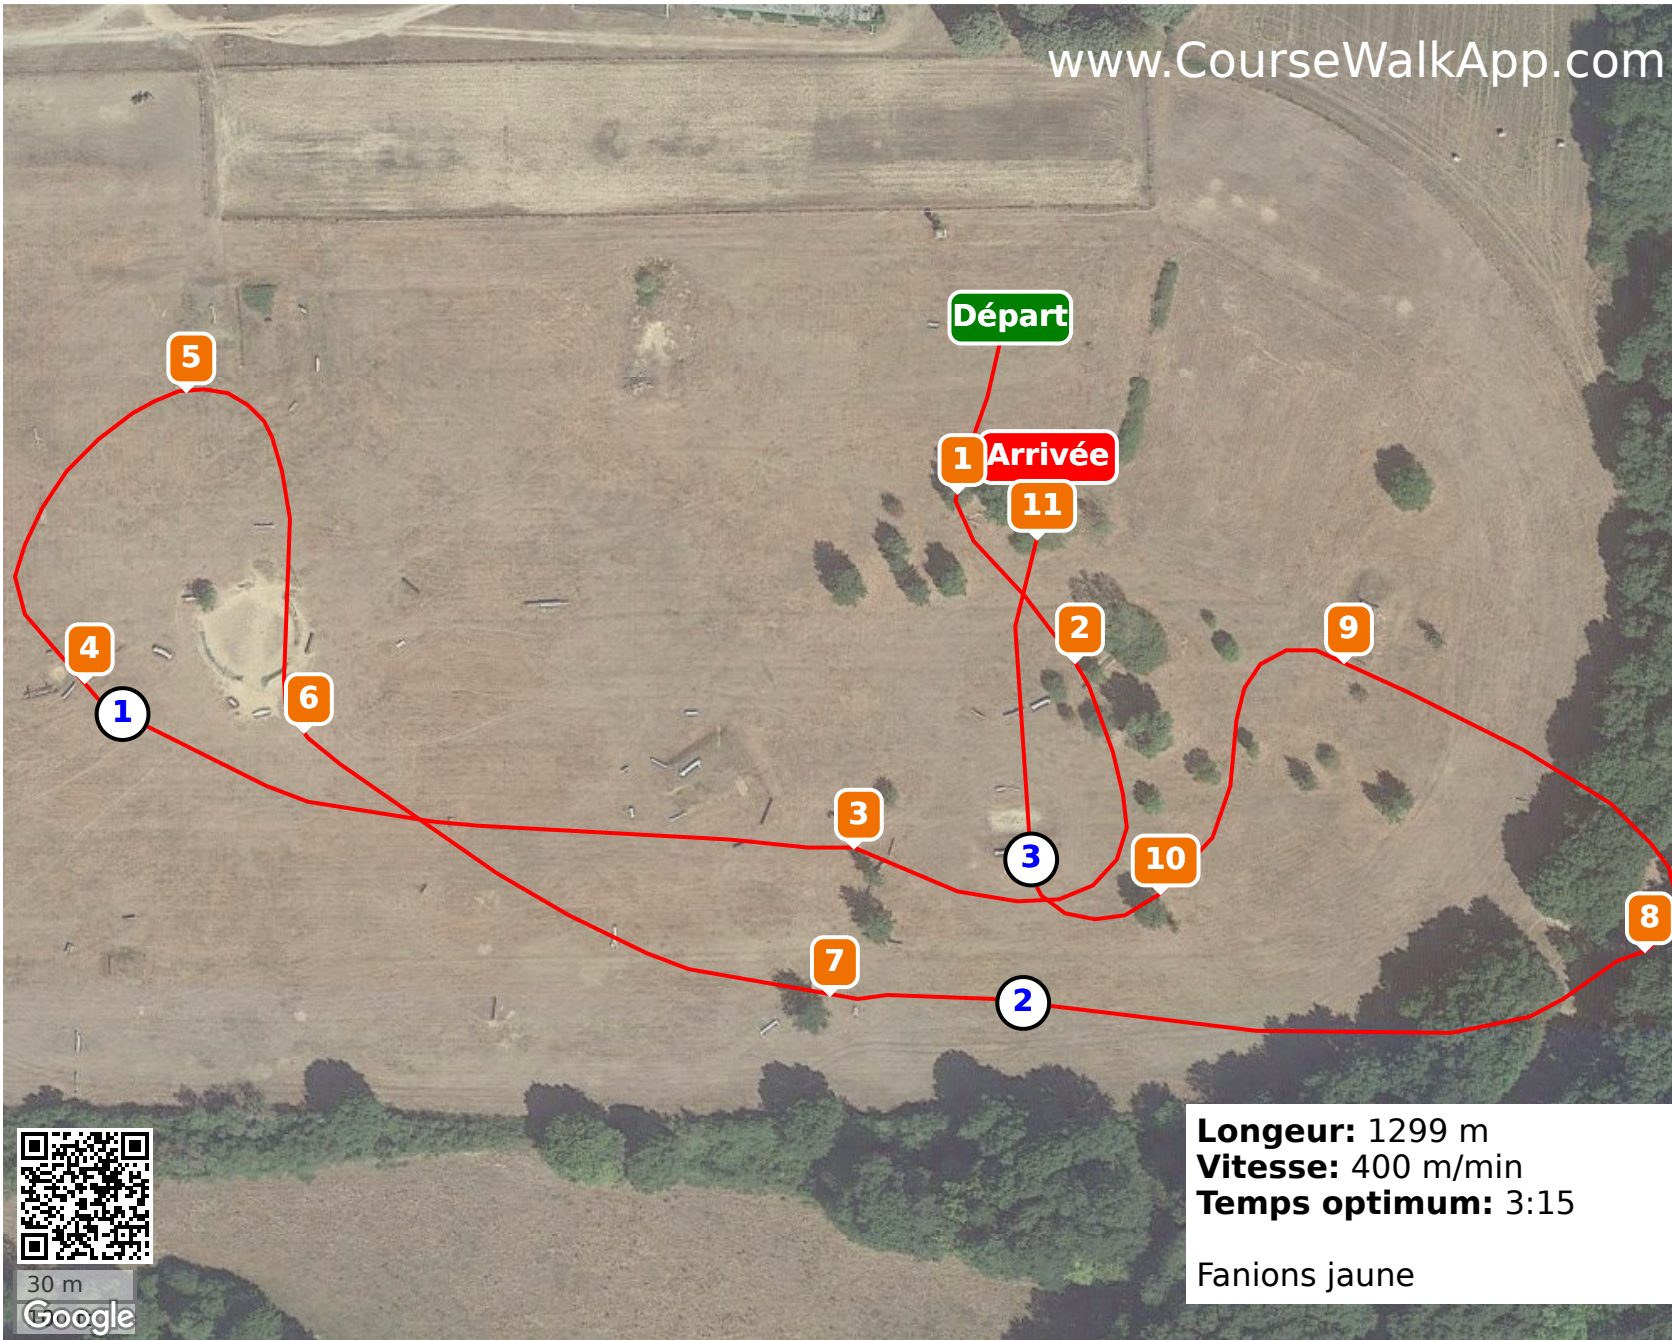 www.CourseWalkApp.com
Départ
5
1 Arrivée
11
2
9
4
6
1
3
3
10
8
7
2
Longeur: 1299 m
Vitesse: 400 m/min
Temps optimum: 3:15
Fanions jaune
30 m
Google